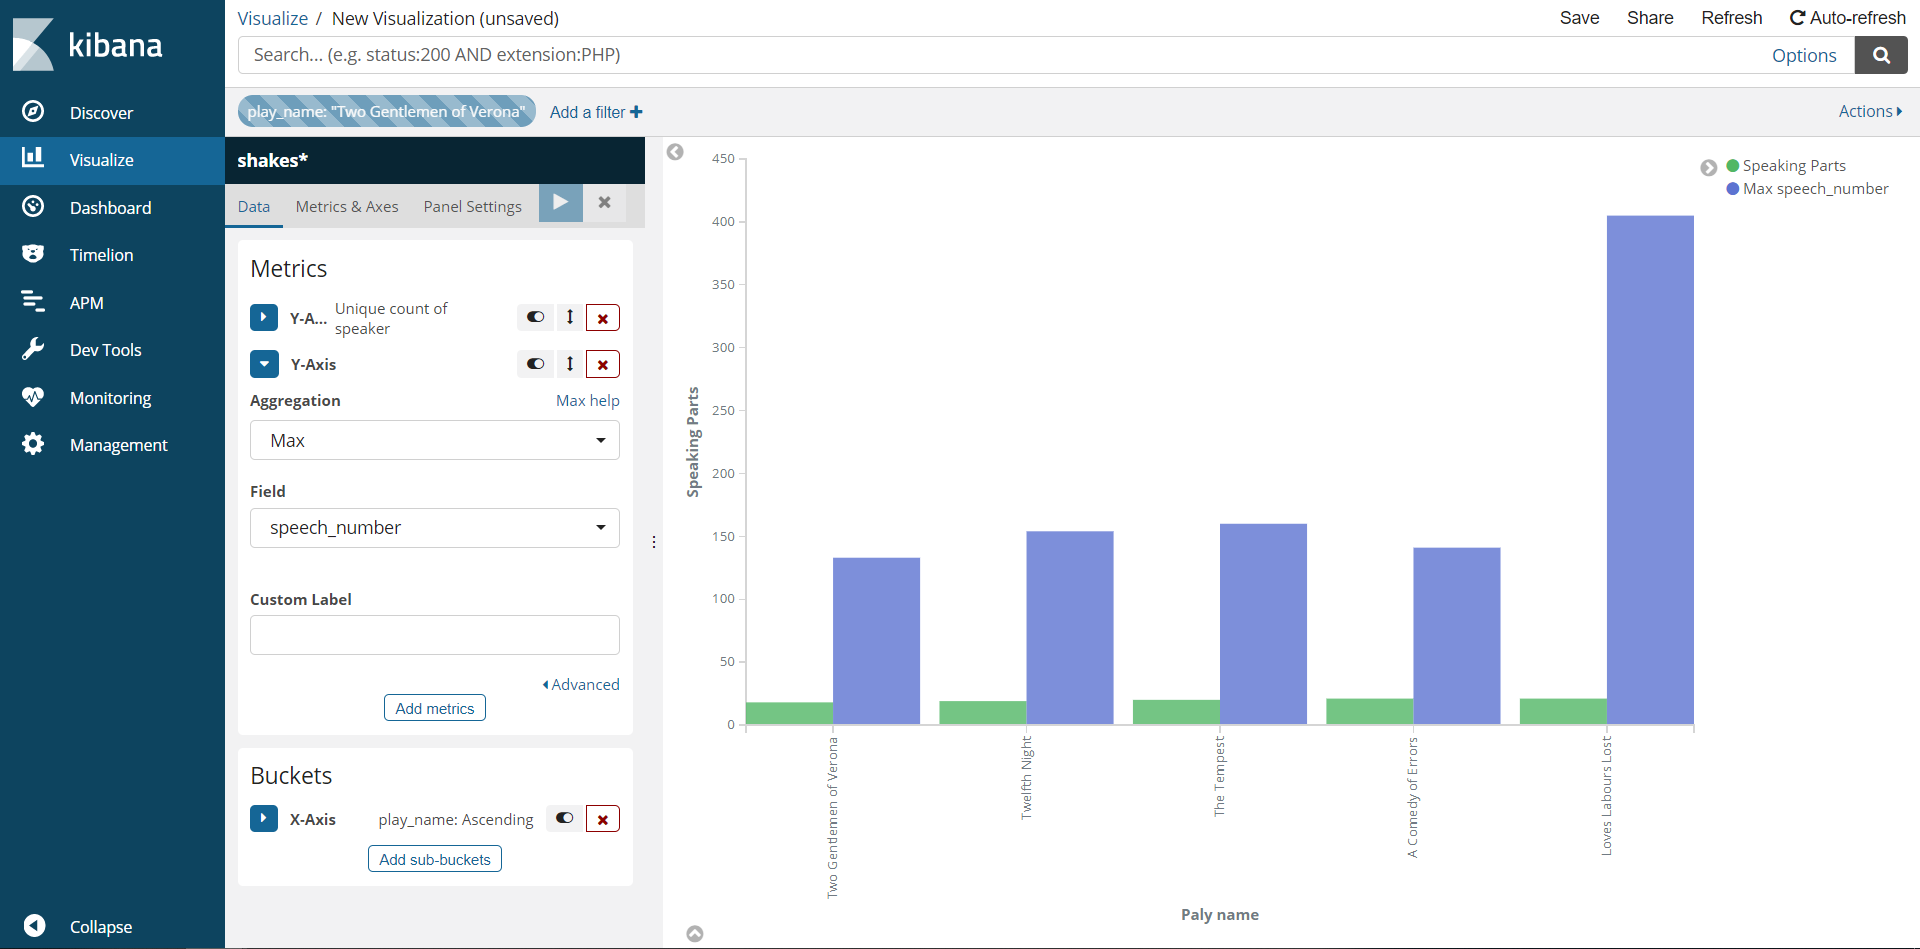 kibana
Discover
Visualize
Dashboard
Timelion
APM
Dev Tools
Monitoring
Management
Collapse
Visualize / New Visualization (unsaved)
Save Share Refresh Auto-refresh
Search... (e.g. status:200 AND extension:PHP)
Options
play_name: "Two Gentlemen of Verona"
Add a filter
Actions
shakes*
Data Metrics & Axes Panel Settings
Metrics
Y-A... Unique count of
speaker
Y-Axis
Aggregation Max help
Max
Field
speech_number
Custom Label
Advanced
Add metrics
Buckets
X-Axis play_name: Ascending
Add sub-buckets
Speaking Parts
450
400
350
300
250
200
150
100
50
0
Two Gentlemen of Verona
Twelfth Night
The Tempest
A Comedy of Errors
Loves Labours Lost
Paly name
Speaking Parts
Max speech_number